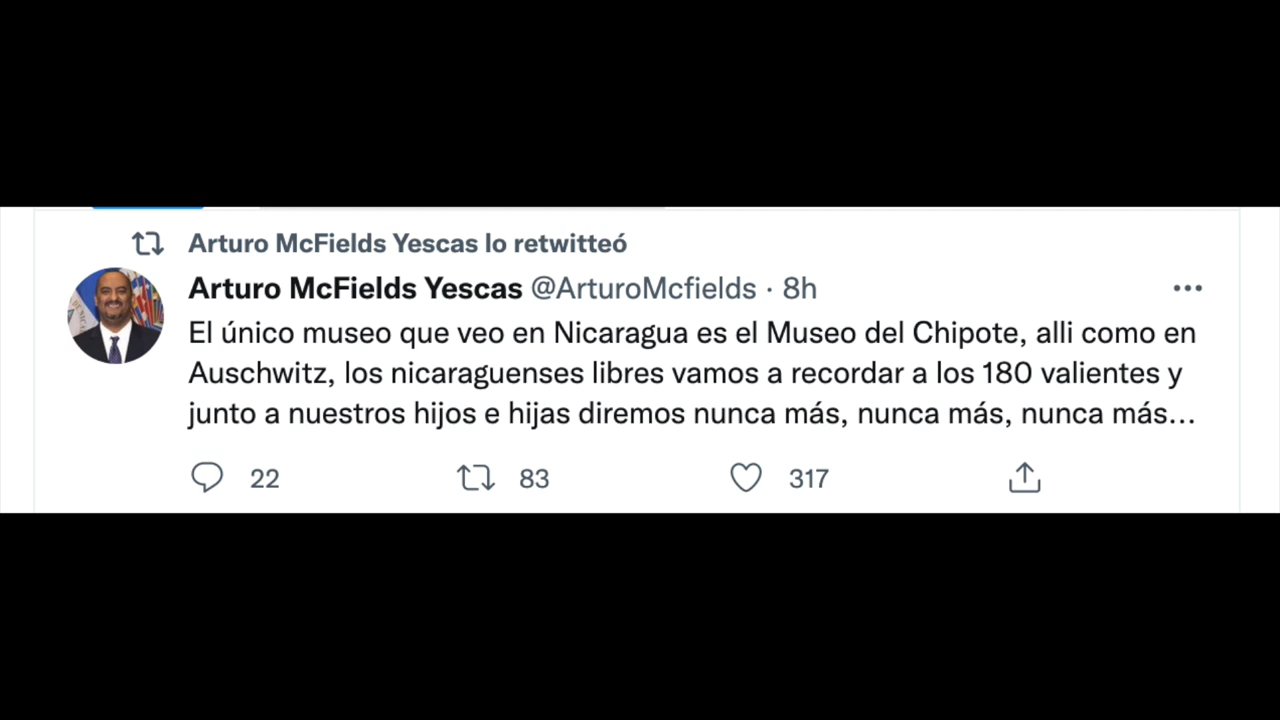 Arturo McFields Yescas lo retwitteó
Arturo McFields Yescas @ArturoMcfields · 8h
El único museo que veo en Nicaragua es el Museo del Chipote, alli como en
Auschwitz, los nicaraguenses libres vamos a recordar a los 180 valientes y
junto a nuestros hijos e hijas diremos nunca más, nunca más, nunca más...
22 83 317